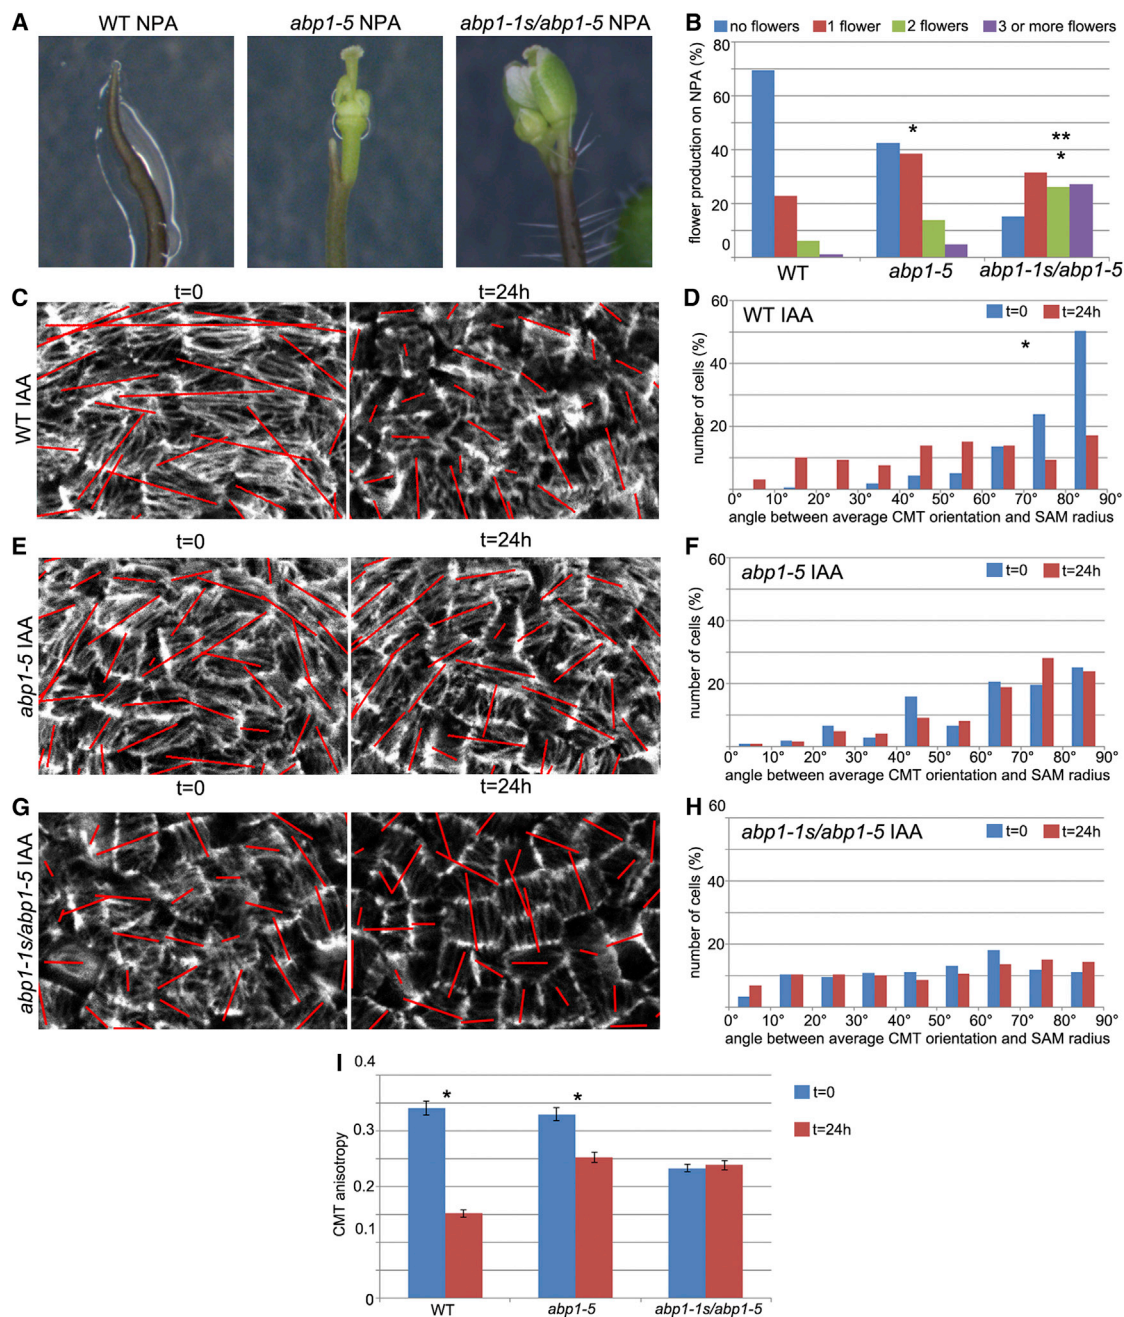 A
WT NPA
abp1-5 NPA
abp1-1s/abp1-5 NPA
B
no flowers
1 flower
2 flowers
3 or more flowers
flower production on NPA (%)
80
60
40
20
0
*
**
*
WT
abp1-5
abp1-1s/abp1-5
C
t=0
t=24h
WT IAA
D
WT IAA
t=0
t=24h
*
number of cells (%)
60
40
20
0° 10° 20° 30° 40° 50° 60° 70° 80° 90°
angle between average CMT orientation and SAM radius
E
t=0
t=24h
abp1-5 IAA
F
abp1-5 IAA
t=0
t=24h
number of cells (%)
60
40
20
0° 10° 20° 30° 40° 50° 60° 70° 80° 90°
angle between average CMT orientation and SAM radius
G
t=0
t=24h
abp1-1s/abp1-5 IAA
H
abp1-1s/abp1-5 IAA
t=0
t=24h
number of cells (%)
60
40
20
0° 10° 20° 30° 40° 50° 60° 70° 80° 90°
angle between average CMT orientation and SAM radius
I
CMT anisotropy
0.4
0.3
0.2
0.1
0
*
*
t=0
t=24h
WT
abp1-5
abp1-1s/abp1-5